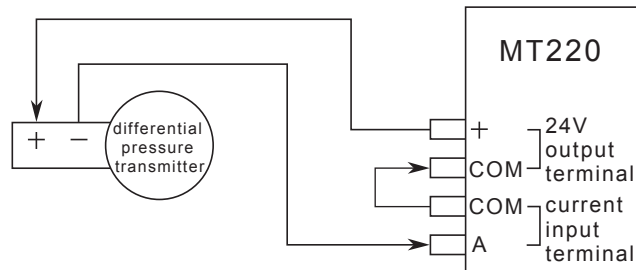 MT220
+ −
differential
pressure
transmitter
+
COM
24V
output
terminal
COM
A
current
input
terminal